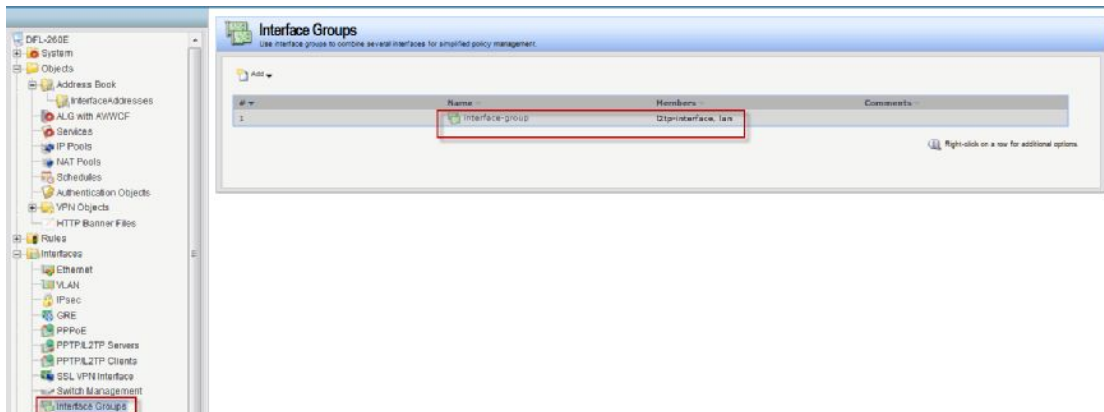 DFL-260E
System
Objects
Address Book
InterfaceAddresses
ALG with AV/WCF
Services
IP Pools
NAT Pools
Schedules
Authentication Objects
VPN Objects
HTTP Banner Files
Rules
Interfaces
Ethernet
VLAN
IPsec
GRE
PPPoE
PPTP/L2TP Servers
PPTP/L2TP Clients
SSL VPN Interface
Switch Management
Interface Groups
Interface Groups
Use interface groups to combine several interfaces for simplified policy management.
Add
# Name Members Comments
1 interface-group l2tp-interface, lan
Right-click on a row for additional options.